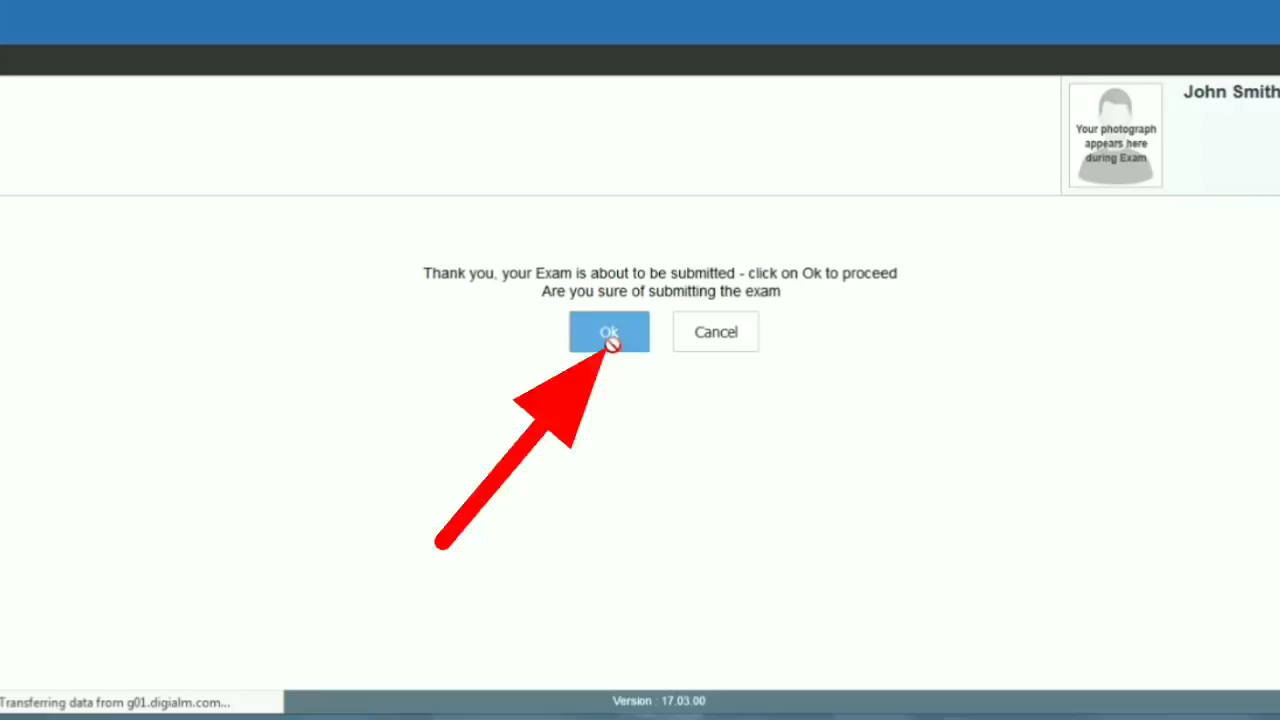 John Smith
Your photograph
appears here
during Exam
Thank you, your Exam is about to be submitted - click on Ok to proceed
Are you sure of submitting the exam
Ok
Cancel
Transferring data from g01.digialm.com...
Version : 17.03.00